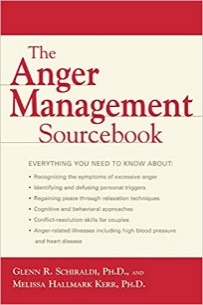 The
Anger
Management
Sourcebook
EVERYTHING YOU NEED TO KNOW ABOUT:
• Recognizing the symptoms of excessive anger
• Identifying and defusing personal triggers
• Regaining peace through relaxation techniques
• Cognitive and behavioral approaches
• Conflict-resolution skills for couples
• Anger-related illnesses including high blood pressure
and heart disease
GLENN R. SCHIRALDI, PH.D., AND
MELISSA HALLMARK KERR, PH.D.